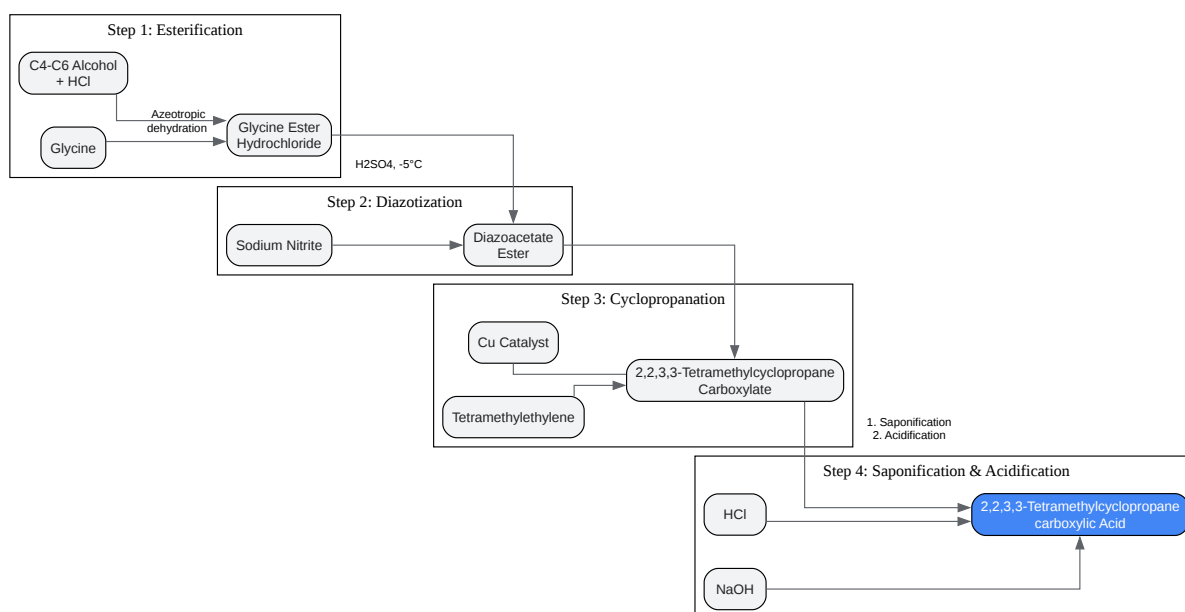 Step 1: Esterification
C4-C6 Alcohol
+ HCl
Azeotropic
dehydration
Glycine
Glycine Ester
Hydrochloride
H2SO4, -5°C
Step 2: Diazotization
Sodium Nitrite
Diazoacetate
Ester
Step 3: Cyclopropanation
Cu Catalyst
Tetramethylethylene
2,2,3,3-Tetramethylcyclopropane
Carboxylate
1. Saponification
2. Acidification
Step 4: Saponification & Acidification
HCl
2,2,3,3-Tetramethylcyclopropane
carboxylic Acid
NaOH